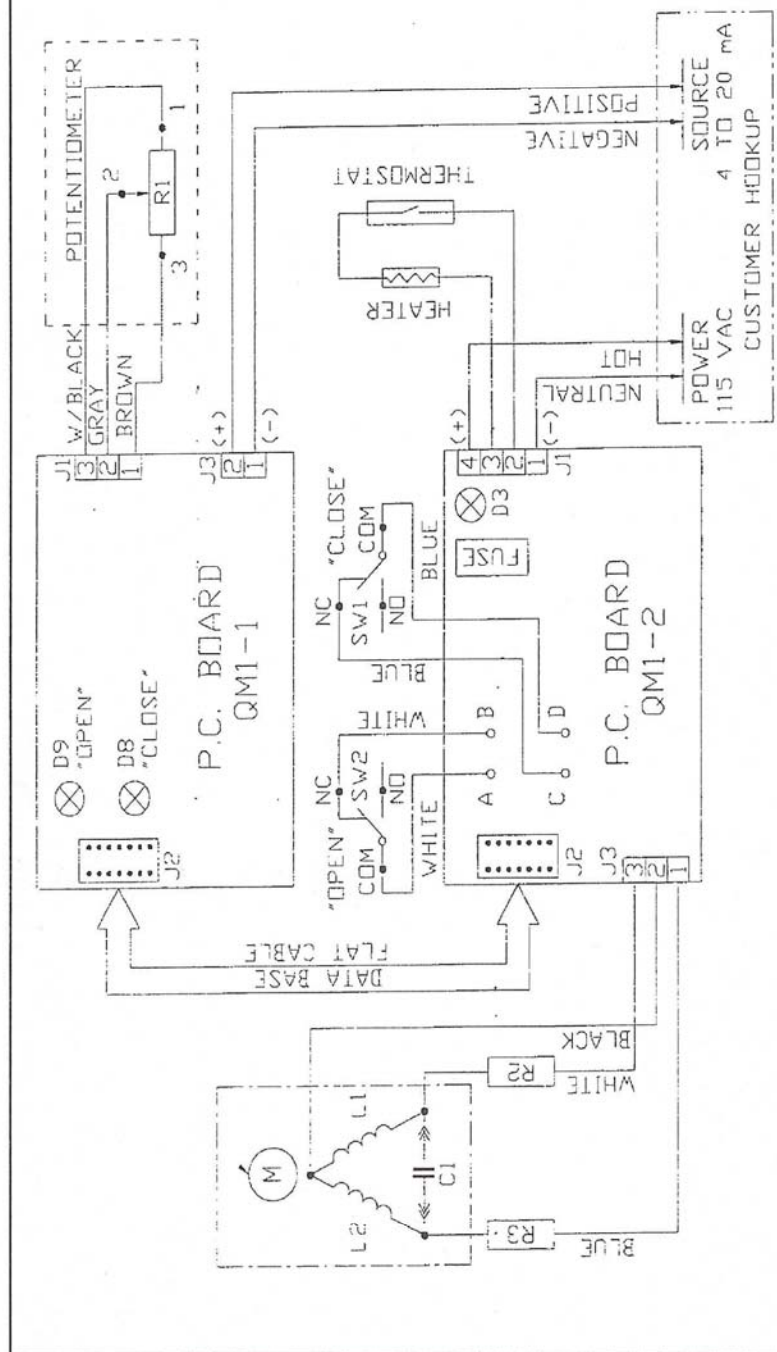 POTENTIOMETER
1
2
R1
3
W/BLACK
GRAY
BROWN
J1
3
2
1
J3
2
1
(+)
(-)
D9
"OPEN"
D8
"CLOSE"
P.C. BOARD
QM1-1
J2
POSITIVE
NEGATIVE
THERMOSTAT
HEATER
SOURCE
4 TO 20 mA
POWER
115 VAC
CUSTOMER HOOKUP
HOT
NEUTRAL
"CLOSE"
NC
COM
SW1
NO
BLUE
BLUE
"OPEN"
NC
COM
SW2
NO
WHITE
WHITE
(+)
4
3
2
1
(-)
J1
D3
FUSE
A
B
C
D
P.C. BOARD
QM1-2
J2
J3
3
2
1
FLAT CABLE
DATA BASE
M
L1
L2
C1
BLACK
R2
WHITE
R3
BLUE